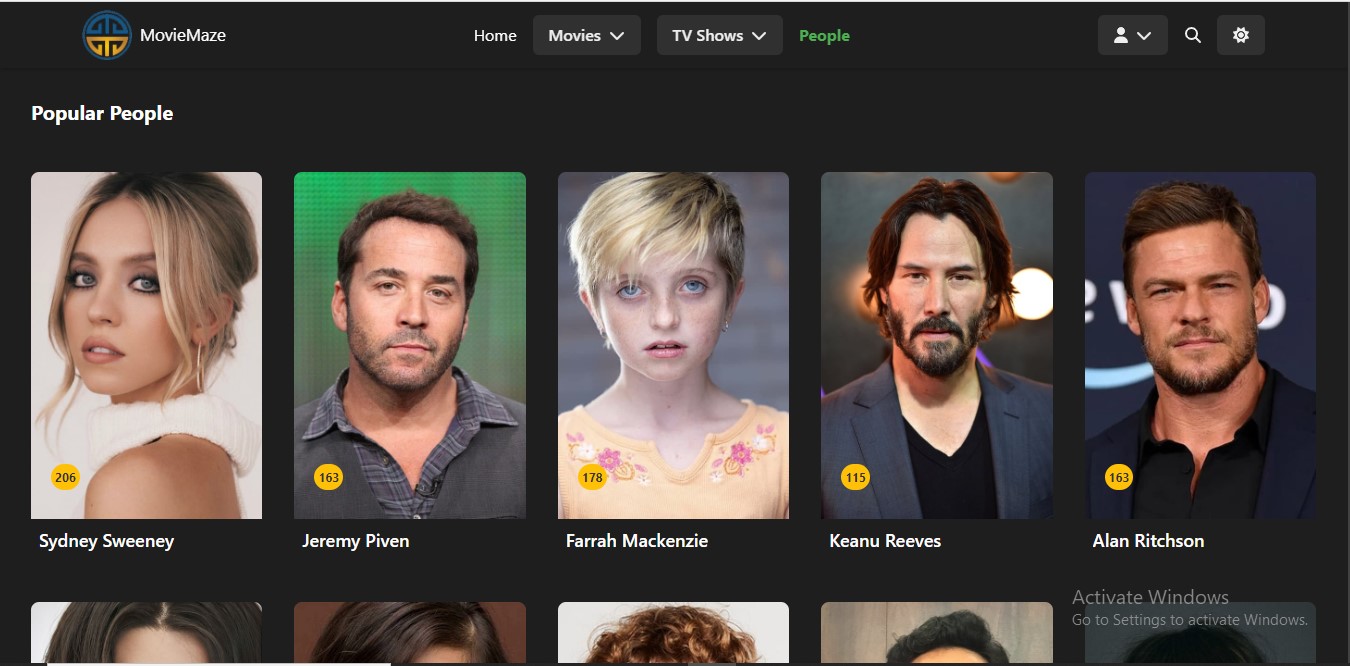 MovieMaze
Home
Movies
TV Shows
People
Popular People
206
163
178
115
163
Sydney Sweeney
Jeremy Piven
Farrah Mackenzie
Keanu Reeves
Alan Ritchson
Activate Windows
Go to Settings to activate Windows.